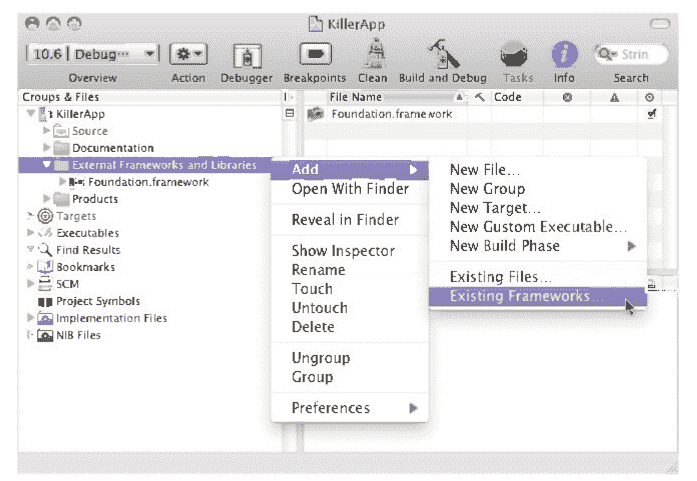 KillerApp
10.6 | Debug...
Strin
Overview
Action
Debugger
Breakpoints
Clean
Build and Debug
Tasks
Info
Search
Croups & Files
File Name
Code
KillerApp
Foundation.framework
Source
Documentation
External Frameworks and Libraries
Foundation.framework
Products
Targets
Executables
Find Results
Bookmarks
SCM
Project Symbols
Implementation Files
NIB Files
Add
Open With Finder
Reveal in Finder
Show Inspector
Rename
Touch
Untouch
Delete
Ungroup
Group
Preferences
New File...
New Group
New Target...
New Gustom Executable...
New Build Phase
Existing Files...
Existing Frameworks...